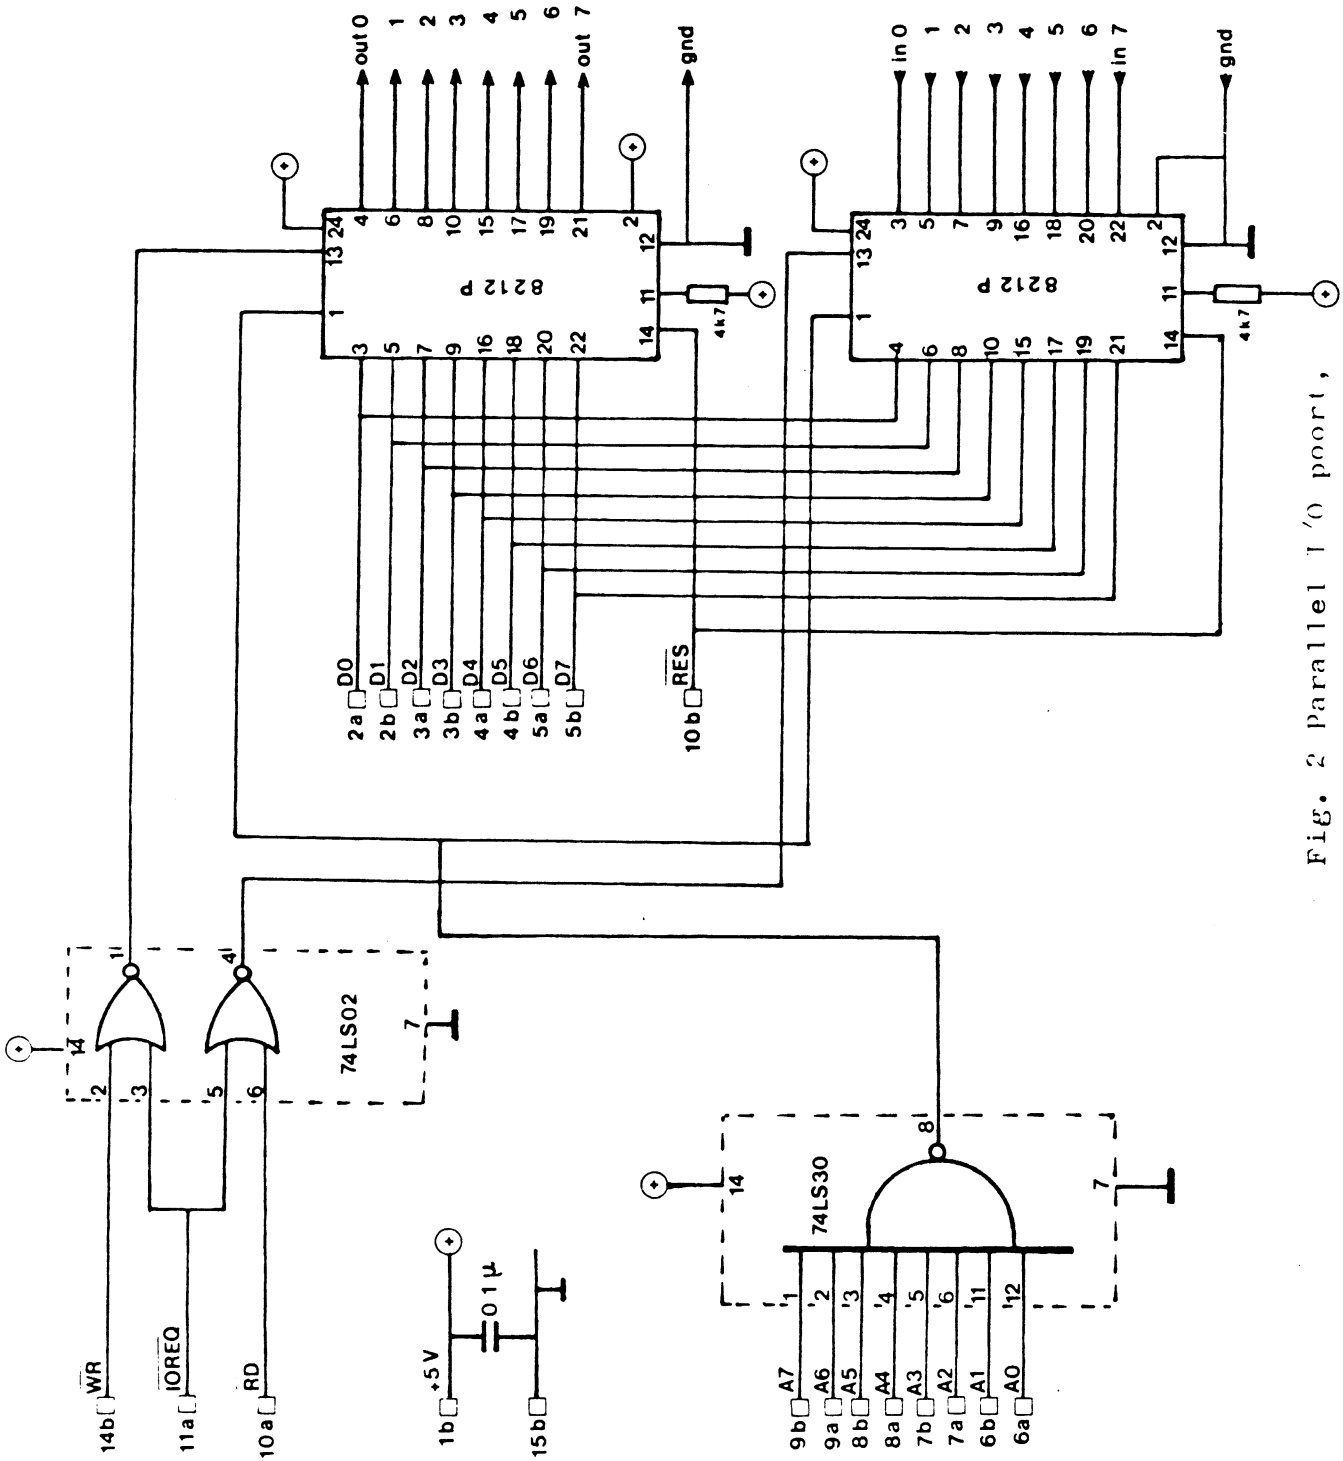 out 0
1
2
3
4
5
6
out 7
gnd
in 0
1
2
3
4
5
6
in 7
gnd
24
13
1
4
6
8
10
15
17
19
21
2
12
11
14
3
5
7
9
16
18
20
22
8212 P
4k7
24
13
1
3
5
7
9
16
18
20
22
2
12
11
14
4
6
8
10
15
17
19
21
8212 P
4k7
2a D0
2b D1
3a D2
3b D3
4a D4
4b D5
5a D6
5b D7
10b RES
14
2
3
5
6
1
4
7
74LS02
14b WR
11a IOREQ
10a RD
1b +5V
01 µ
15b
14
74LS30
8
7
1
2
3
4
5
6
11
12
9b A7
9a A6
8b A5
8a A4
7b A3
7a A2
6b A1
6a A0
Fig. 2 Parallel I/O poort,